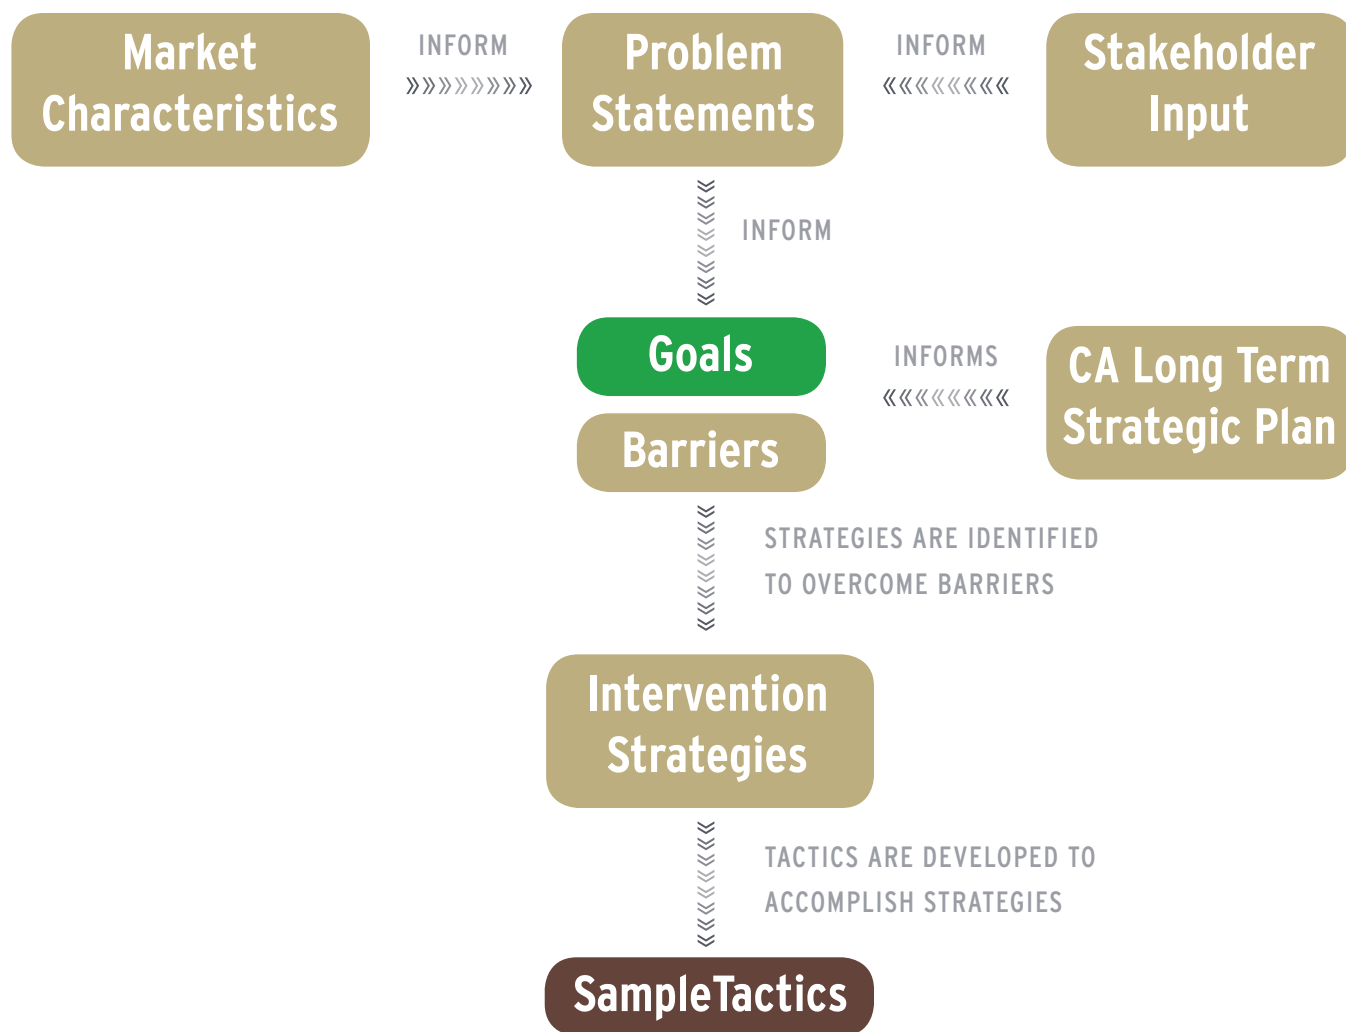 Market
Characteristics
INFORM
Problem
Statements
INFORM
Stakeholder
Input
INFORM
Goals
INFORMS
CA Long Term
Strategic Plan
Barriers
STRATEGIES ARE IDENTIFIED
TO OVERCOME BARRIERS
Intervention
Strategies
TACTICS ARE DEVELOPED TO
ACCOMPLISH STRATEGIES
SampleTactics